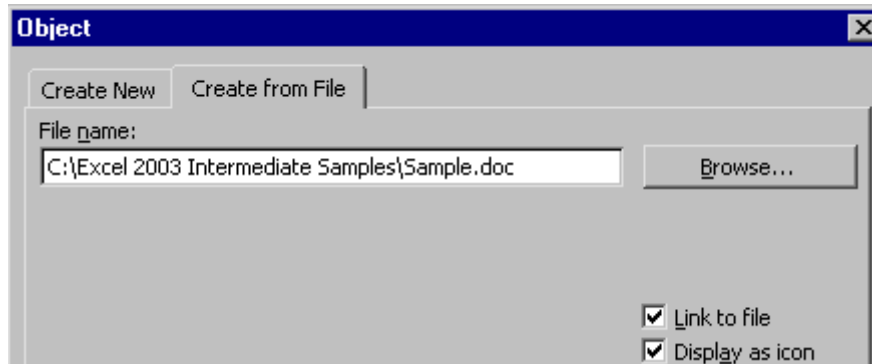 Object
Create New
Create from File
File name:
C:\Excel 2003 Intermediate Samples\Sample.doc
Browse...
Link to file
Display as icon